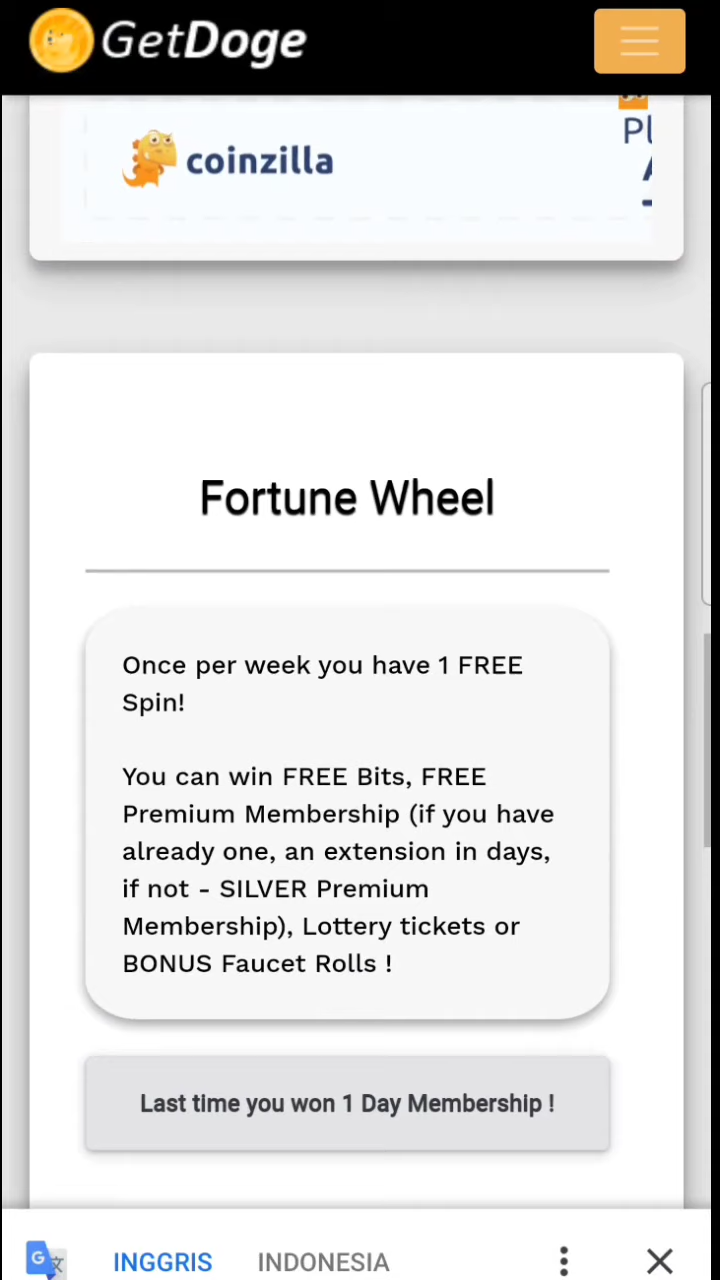 GetDoge
Pl
coinzilla
Fortune Wheel
Once per week you have 1 FREE
Spin!
You can win FREE Bits, FREE
Premium Membership (if you have
already one, an extension in days,
if not - SILVER Premium
Membership), Lottery tickets or
BONUS Faucet Rolls !
Last time you won 1 Day Membership !
INGGRIS INDONESIA